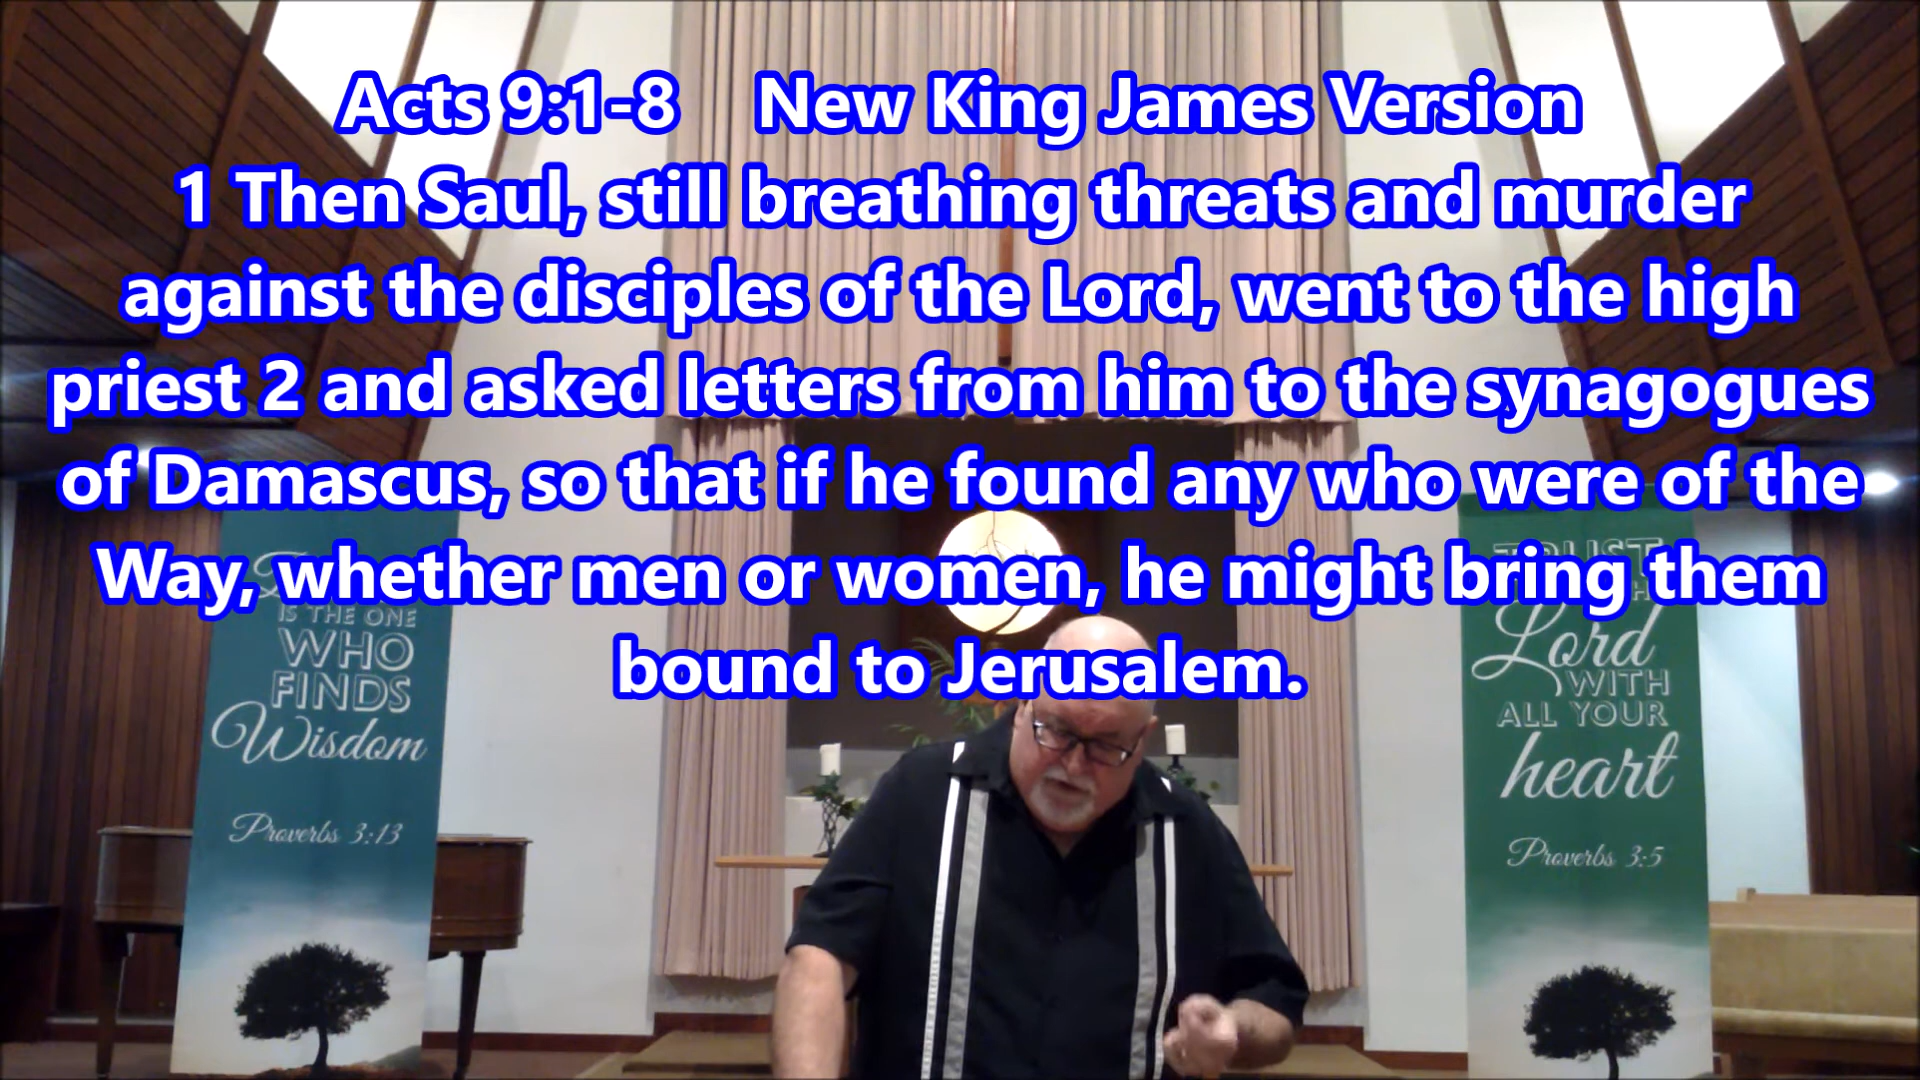 Acts 9:1-8 New King James Version
1 Then Saul, still breathing threats and murder
against the disciples of the Lord, went to the high
priest 2 and asked letters from him to the synagogues
of Damascus, so that if he found any who were of the
Way, whether men or women, he might bring them
bound to Jerusalem.
IS THE ONE
WHO
FINDS
Wisdom
Proverbs 3:13
TRUST
Lord
WITH
ALL YOUR
heart
Proverbs 3:5